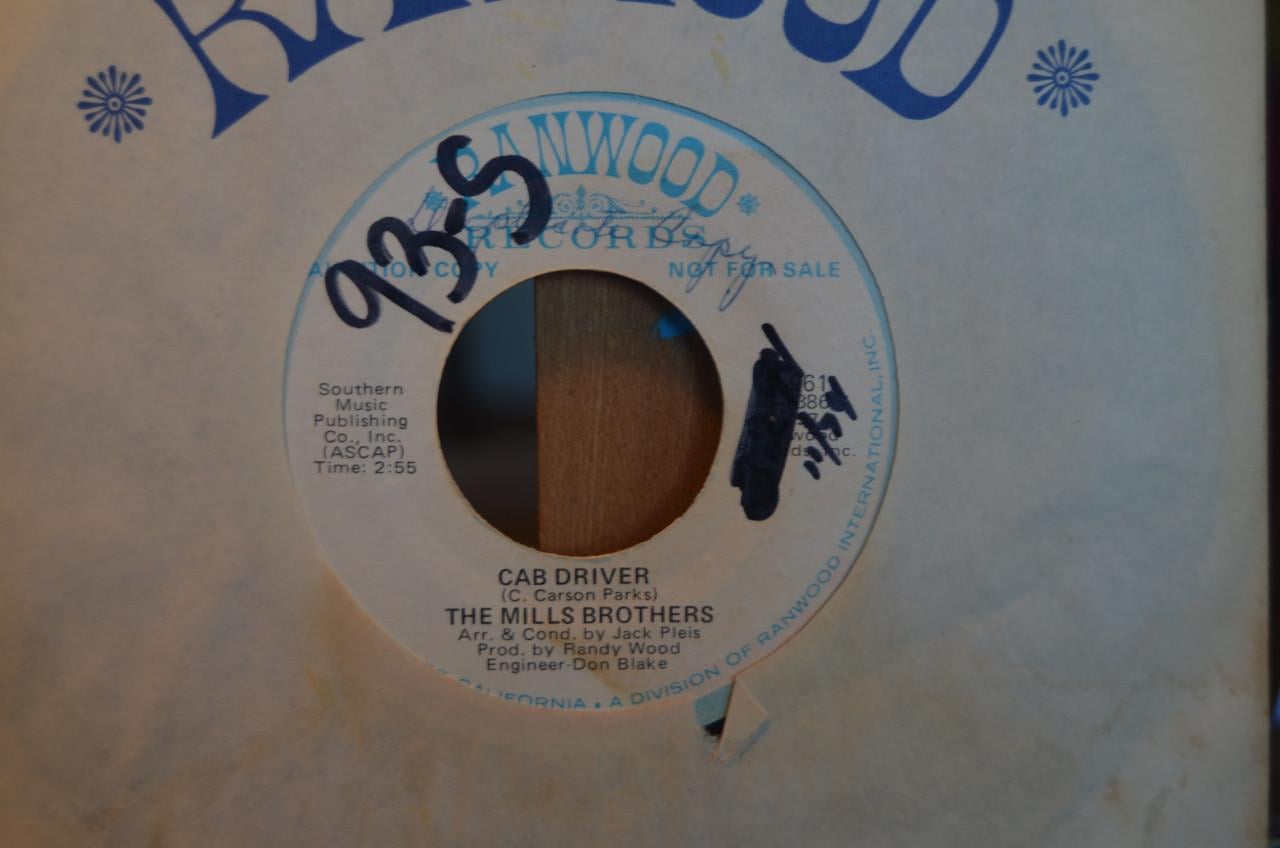 RANWOOD
RECORDS
93-5
Copy
AUDITION COPY
NOT FOR SALE
Southern
Music
Publishing
Co., Inc.
(ASCAP)
Time: 2:55
CAB DRIVER
(C. Carson Parks)
THE MILLS BROTHERS
Arr. & Cond. by Jack Pleis
Prod. by Randy Wood
Engineer-Don Blake
CALIFORNIA • A DIVISION OF RANWOOD INTERNATIONAL, INC.